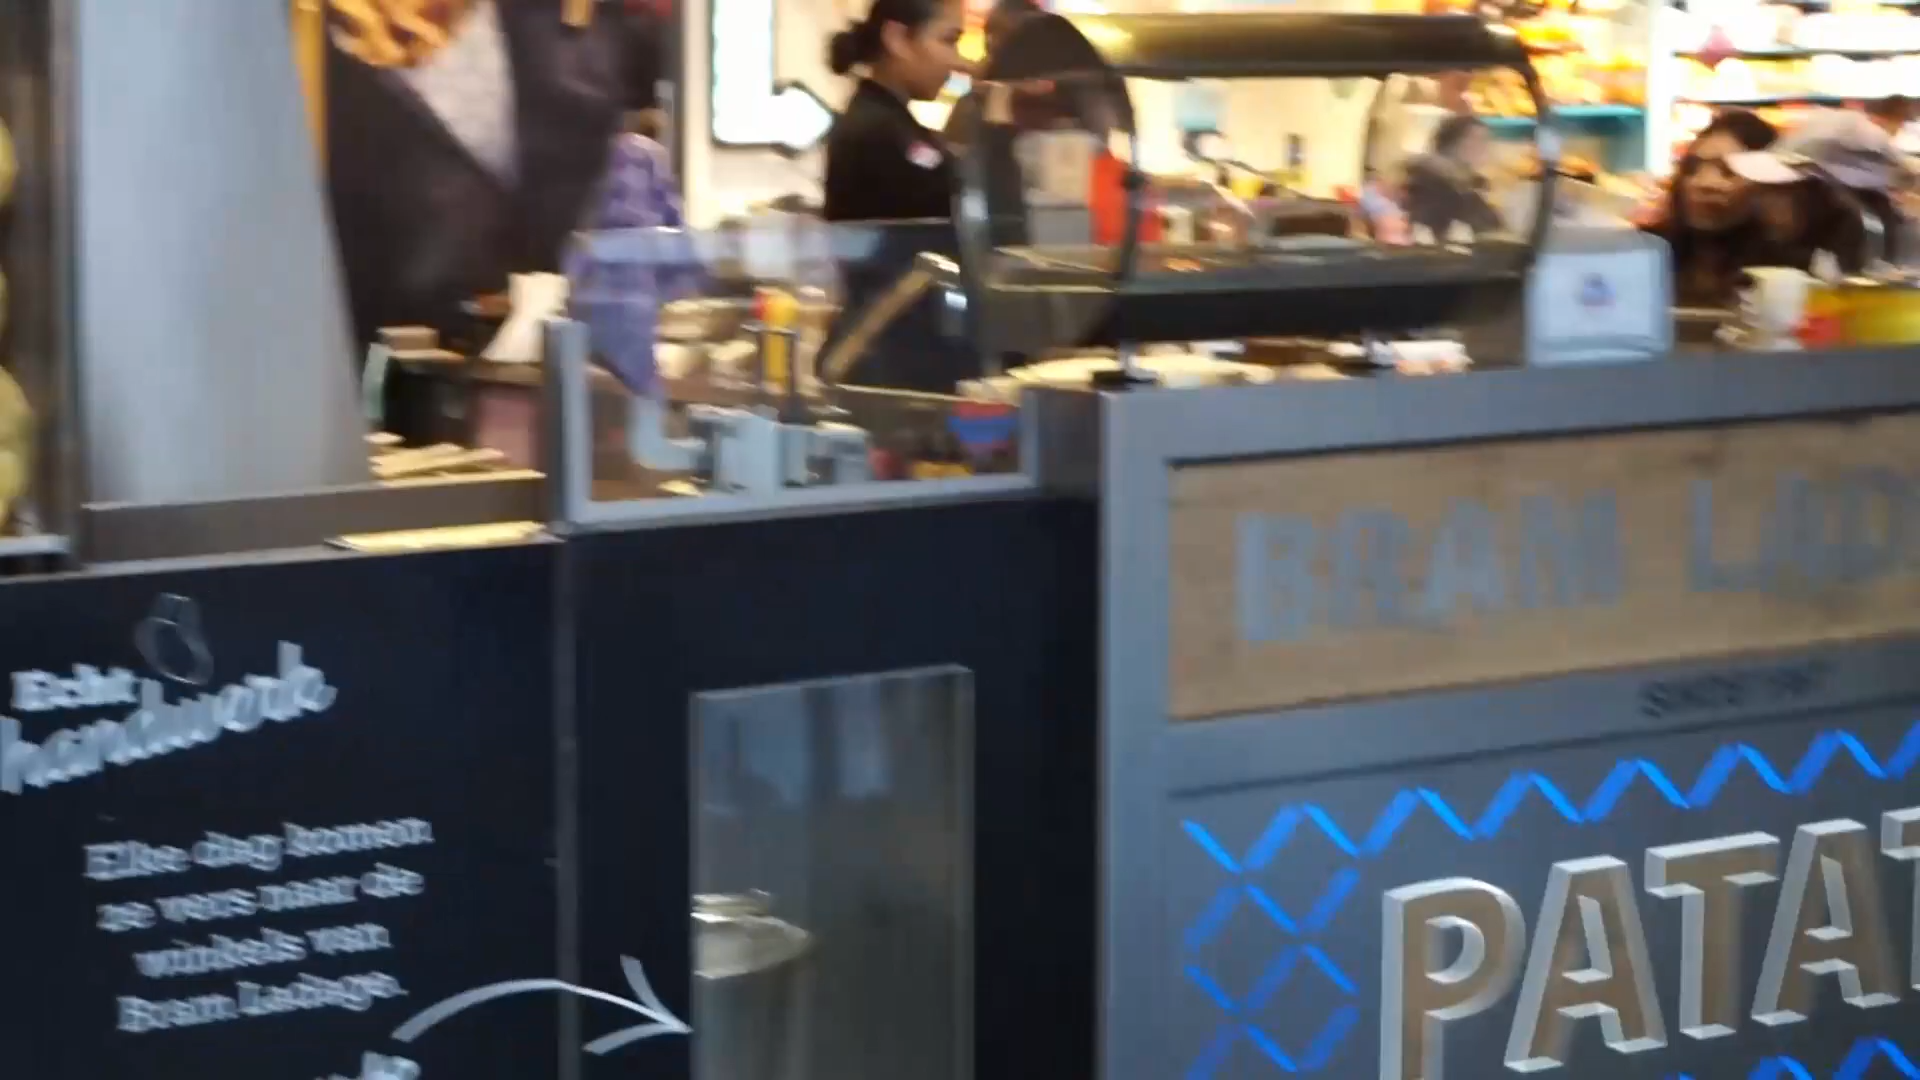 Echt
handwerk
Elke dag komen
ze vers naar de
winkels van
Bram Ladage.
BRAM LAD
PATAT